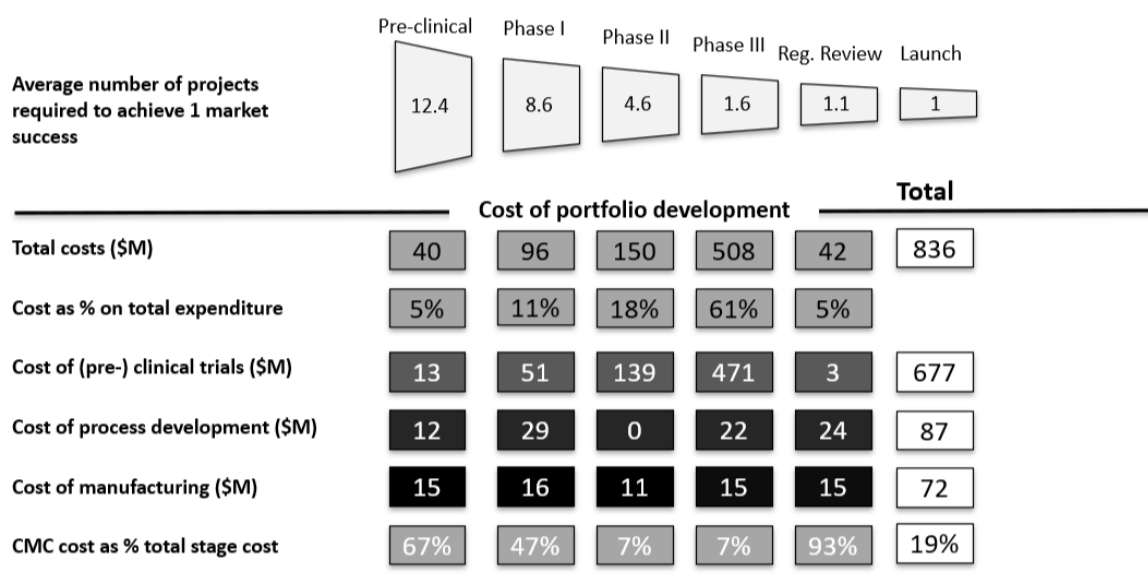 Pre-clinical Phase I Phase II Phase III Reg. Review Launch
Average number of projects
required to achieve 1 market
success
12.4 8.6 4.6 1.6 1.1 1
Total
Cost of portfolio development
Total costs ($M) 40 96 150 508 42 836
Cost as % on total expenditure 5% 11% 18% 61% 5%
Cost of (pre-) clinical trials ($M) 13 51 139 471 3 677
Cost of process development ($M) 12 29 0 22 24 87
Cost of manufacturing ($M) 15 16 11 15 15 72
CMC cost as % total stage cost 67% 47% 7% 7% 93% 19%